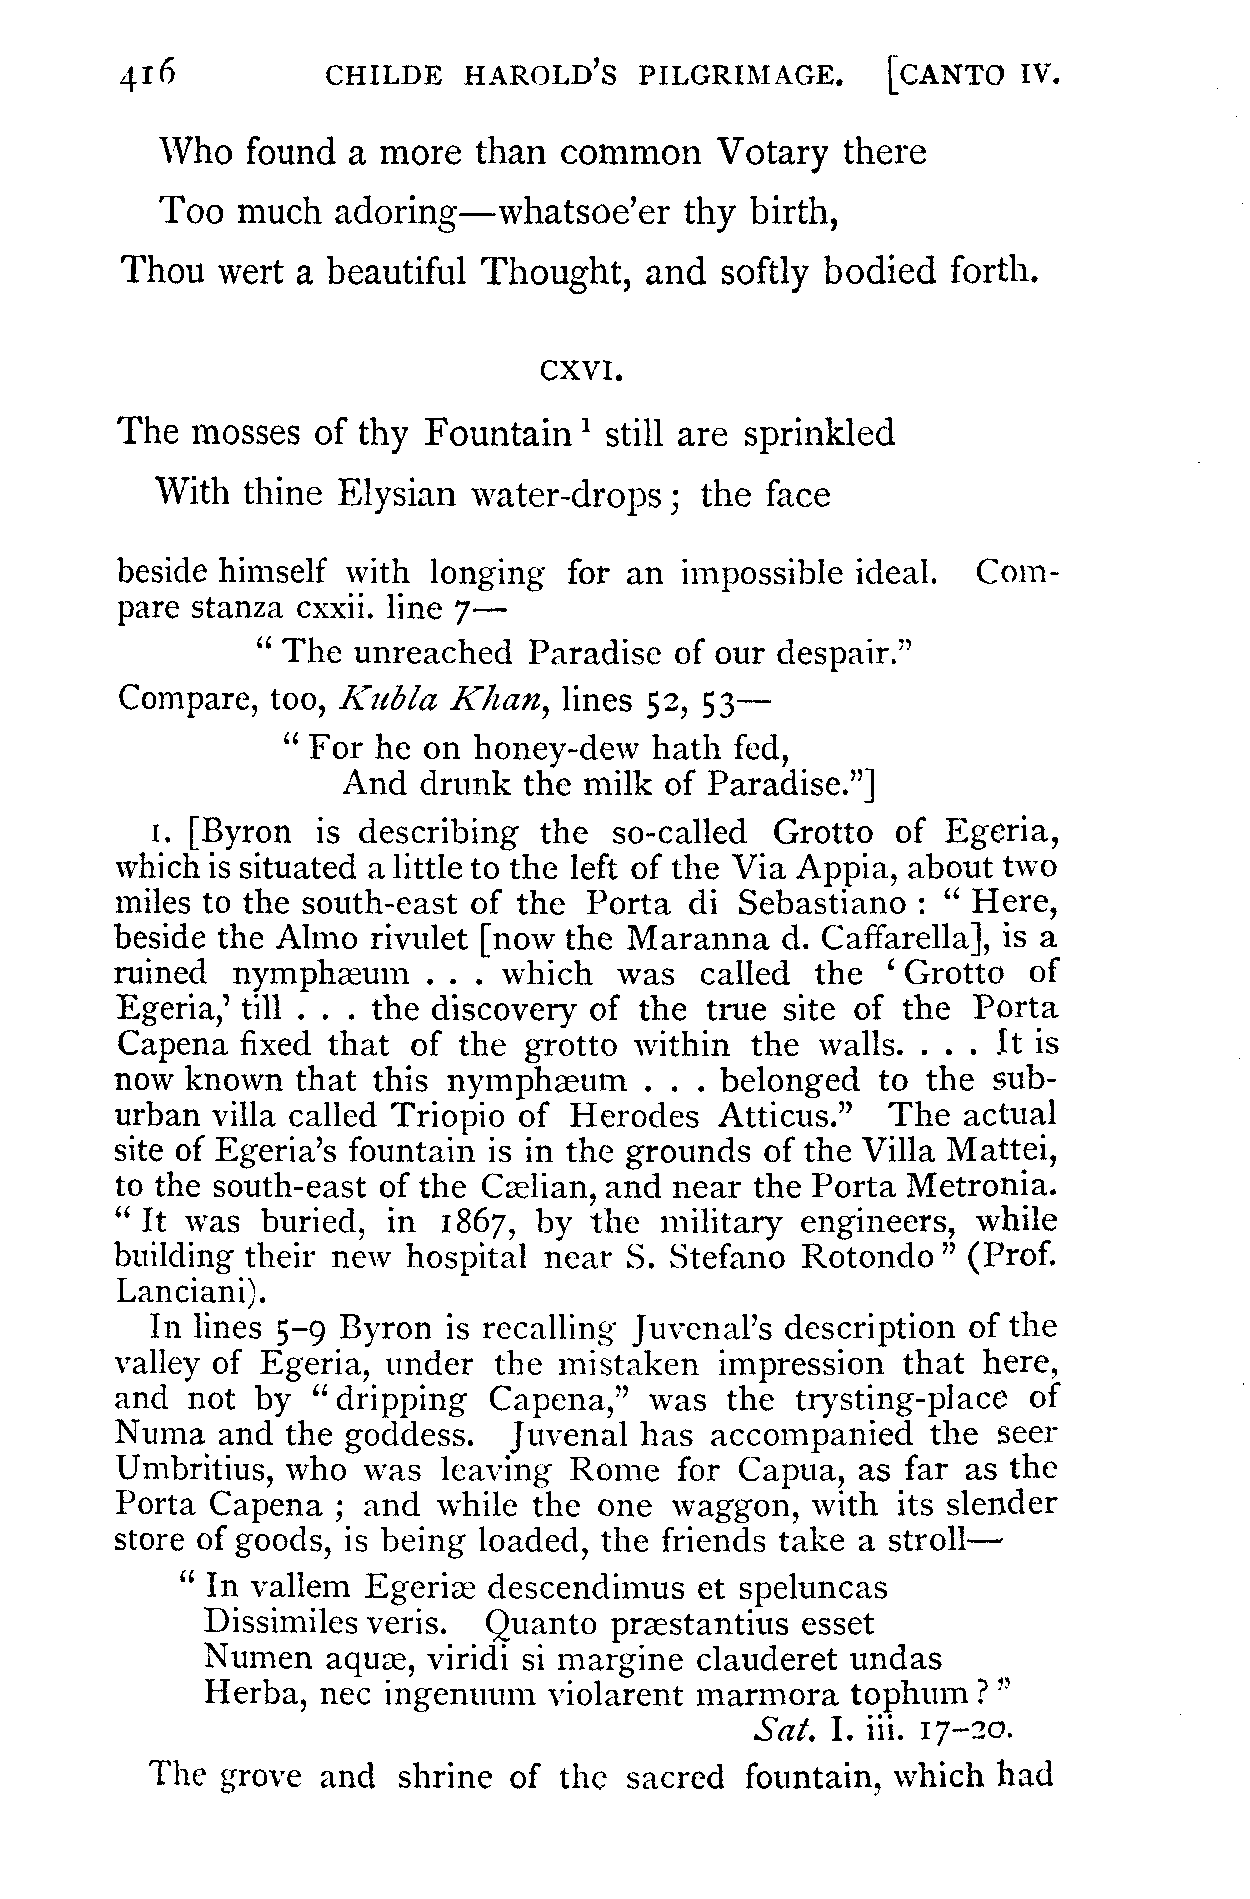 416 CHILDE HAROLD'S PILGRIMAGE. [CANTO IV.
Who found a more than common Votary there
Too much adoring—whatsoe'er thy birth,
Thou wert a beautiful Thought, and softly bodied forth.
CXVI.
The mosses of thy Fountain ¹ still are sprinkled
With thine Elysian water-drops ; the face
beside himself with longing for an impossible ideal. Com-
pare stanza cxxii. line 7—
" The unreached Paradise of our despair."
Compare, too, Kubla Khan, lines 52, 53—
" For he on honey-dew hath fed,
And drunk the milk of Paradise."]
1. [Byron is describing the so-called Grotto of Egeria,
which is situated a little to the left of the Via Appia, about two
miles to the south-east of the Porta di Sebastiano : " Here,
beside the Almo rivulet [now the Maranna d. Caffarella], is a
ruined nymphæum . . . which was called the ' Grotto of
Egeria,' till . . . the discovery of the true site of the Porta
Capena fixed that of the grotto within the walls. . . . It is
now known that this nymphæum . . . belonged to the sub-
urban villa called Triopio of Herodes Atticus." The actual
site of Egeria's fountain is in the grounds of the Villa Mattei,
to the south-east of the Cælian, and near the Porta Metronia.
" It was buried, in 1867, by the military engineers, while
building their new hospital near S. Stefano Rotondo " (Prof.
Lanciani).
In lines 5-9 Byron is recalling Juvenal's description of the
valley of Egeria, under the mistaken impression that here,
and not by " dripping Capena," was the trysting-place of
Numa and the goddess. Juvenal has accompanied the seer
Umbritius, who was leaving Rome for Capua, as far as the
Porta Capena ; and while the one waggon, with its slender
store of goods, is being loaded, the friends take a stroll—
" In vallem Egeriæ descendimus et speluncas
Dissimiles veris. Quanto præstantius esset
Numen aquæ, viridi si margine clauderet undas
Herba, nec ingenuum violarent marmora tophum ? "
Sat. I. iii. 17-20.
The grove and shrine of the sacred fountain, which had